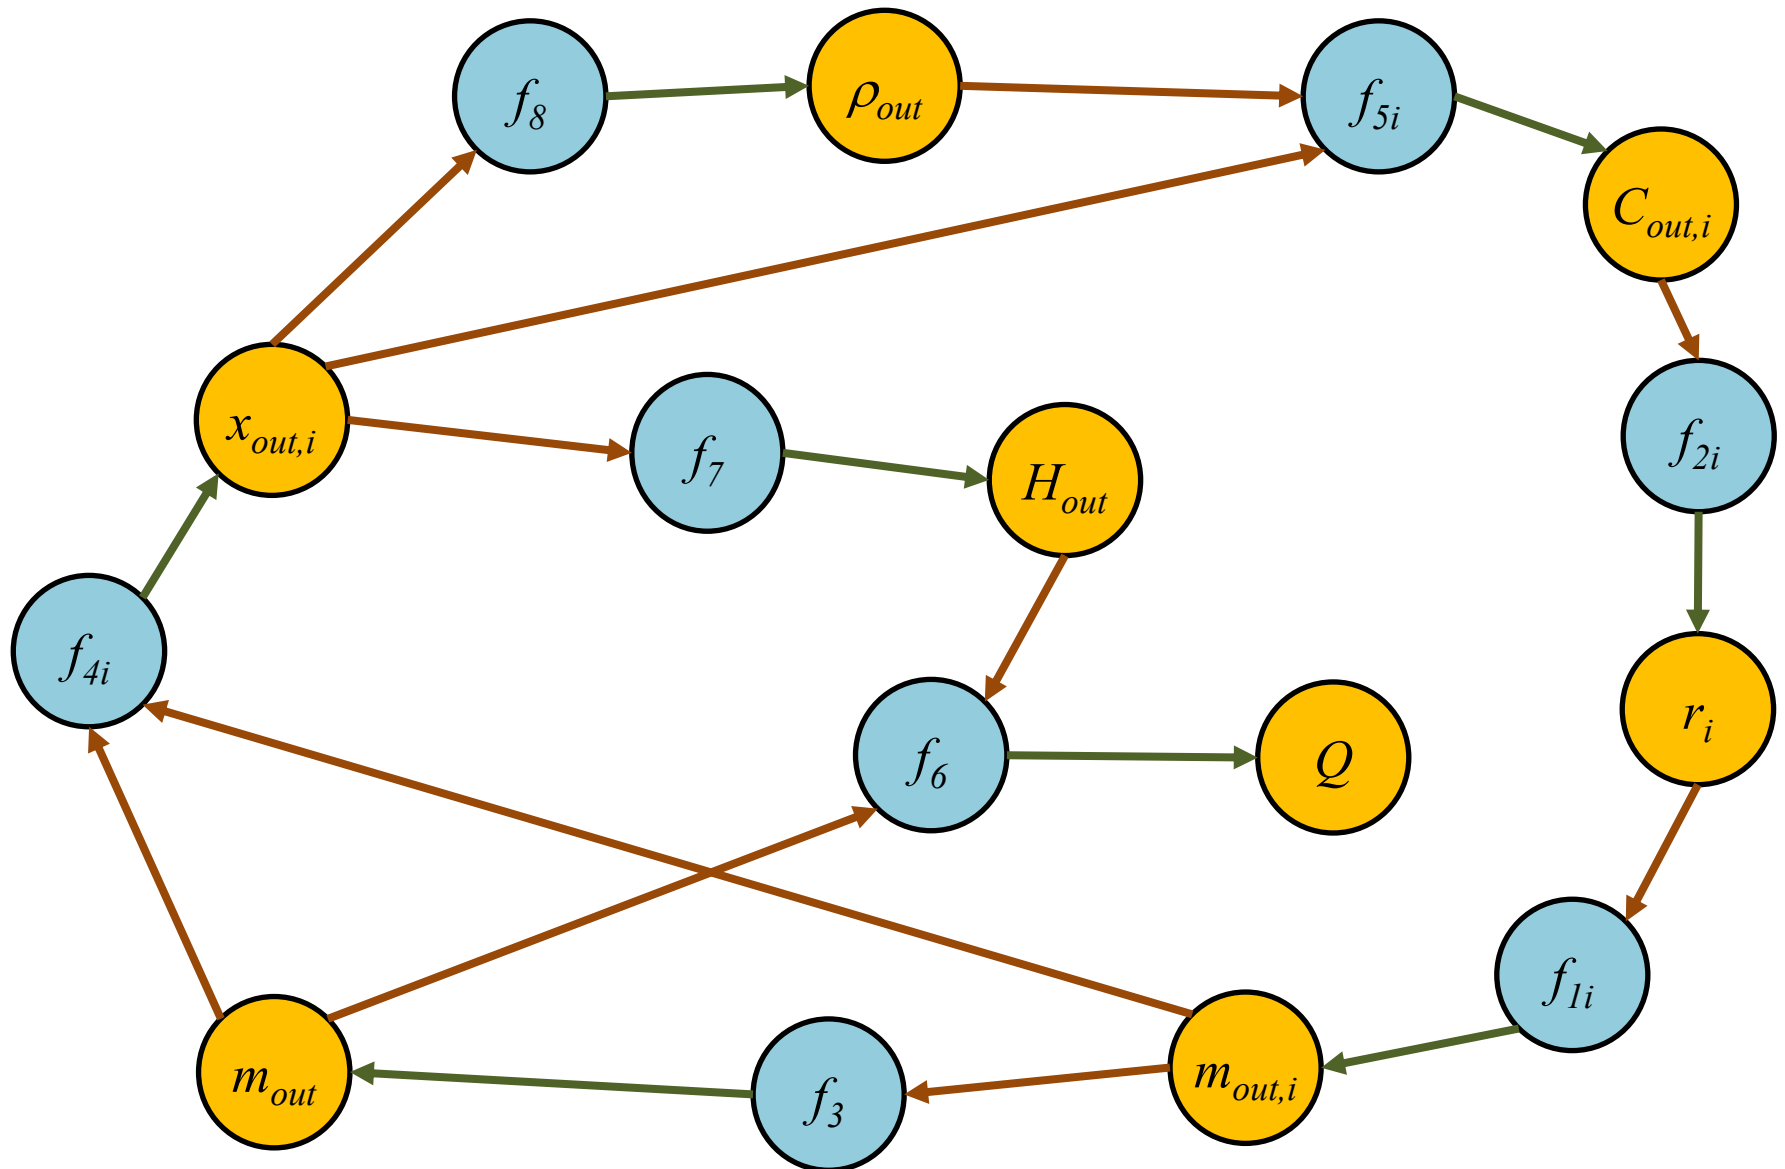 f8
ρout
f5i
Cout,i
xout,i
f7
Hout
f2i
f4i
f6
Q
ri
f1i
mout
f3
mout,i